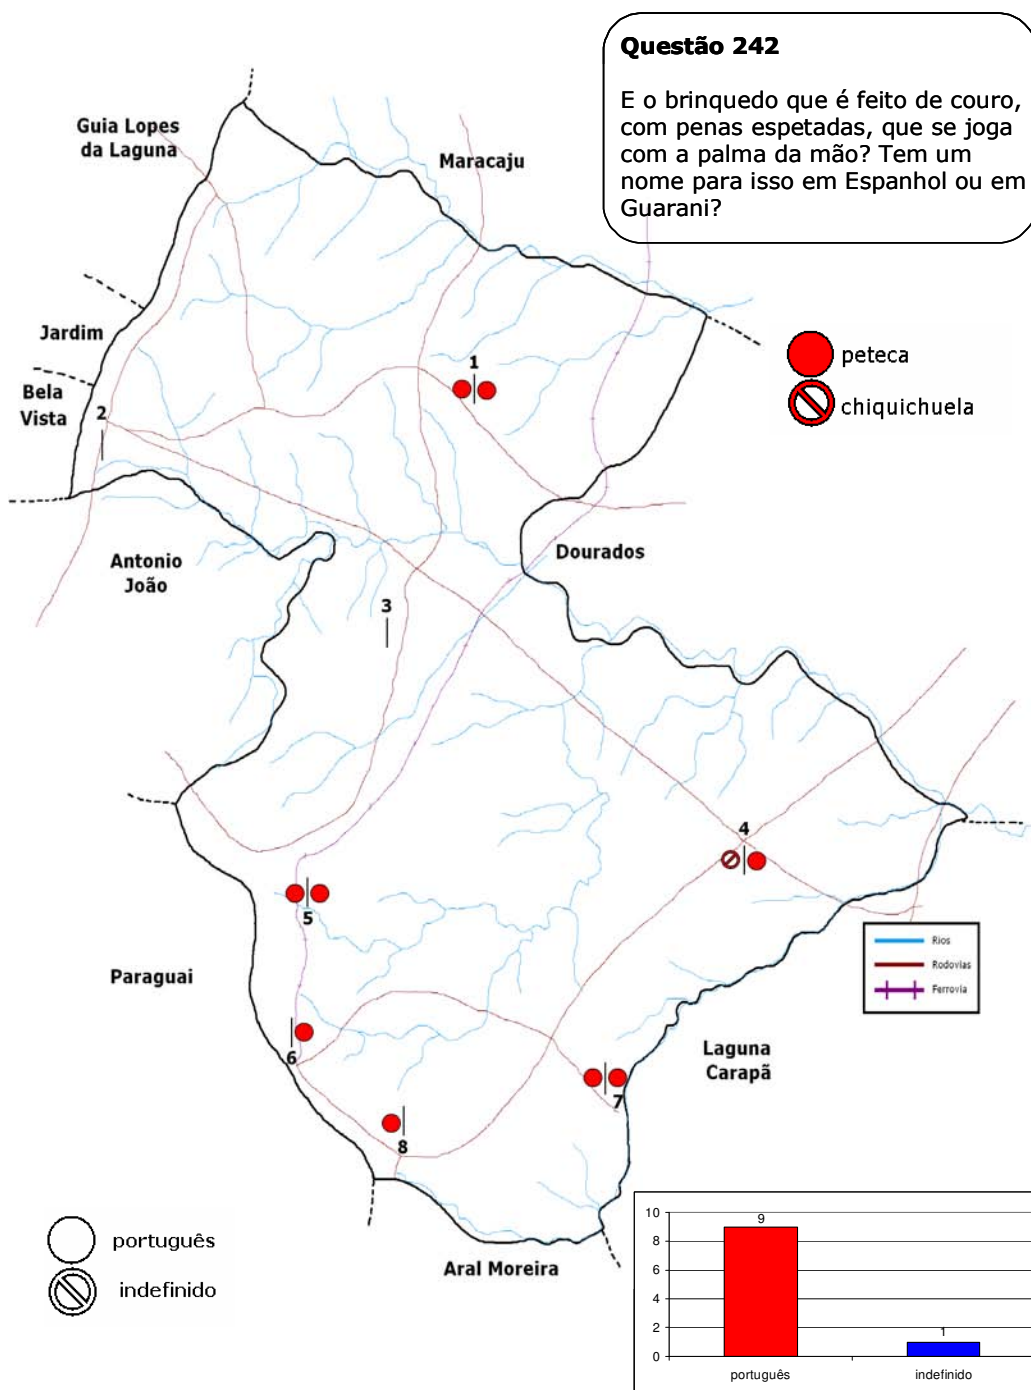 Questão 242
E o brinquedo que é feito de couro,
com penas espetadas, que se joga
com a palma da mão? Tem um
nome para isso em Espanhol ou em
Guarani?
Guia Lopes
da Laguna
Maracaju
Jardim
Bela
Vista
peteca
chiquichuela
1
2
Antonio
João
Dourados
3
4
5
Rios
Rodovias
Ferrovia
Paraguai
6
Laguna
Carapã
7
8
Aral Moreira
português
indefinido
10
8
6
4
2
0
9
1
português
indefinido